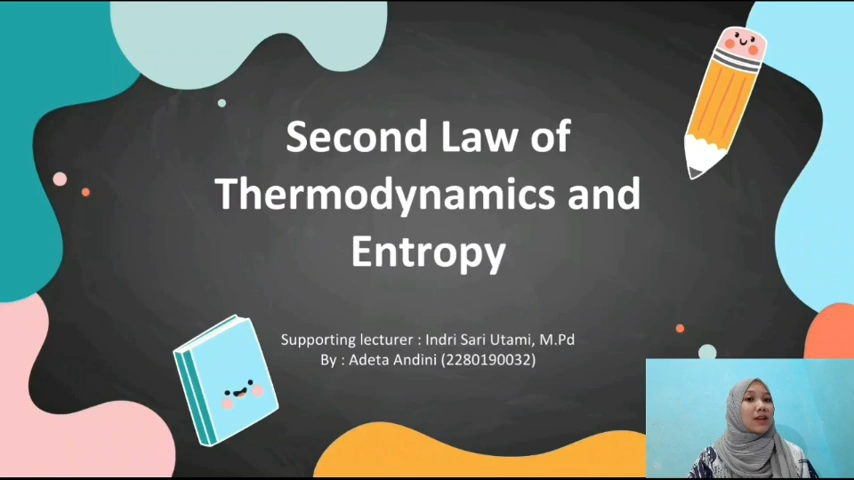 Second Law of
Thermodynamics and
Entropy
Supporting lecturer : Indri Sari Utami, M.Pd
By : Adeta Andini (2280190032)